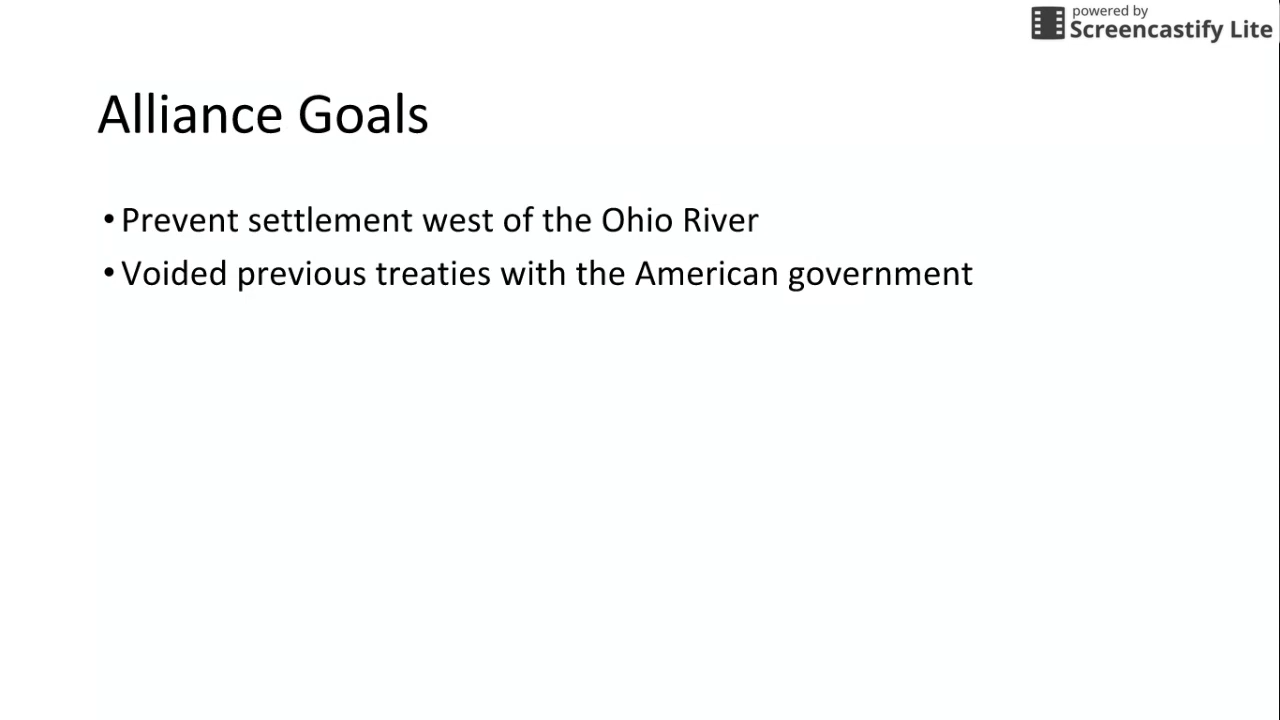 powered by
Screencastify Lite
Alliance Goals
• Prevent settlement west of the Ohio River
• Voided previous treaties with the American government